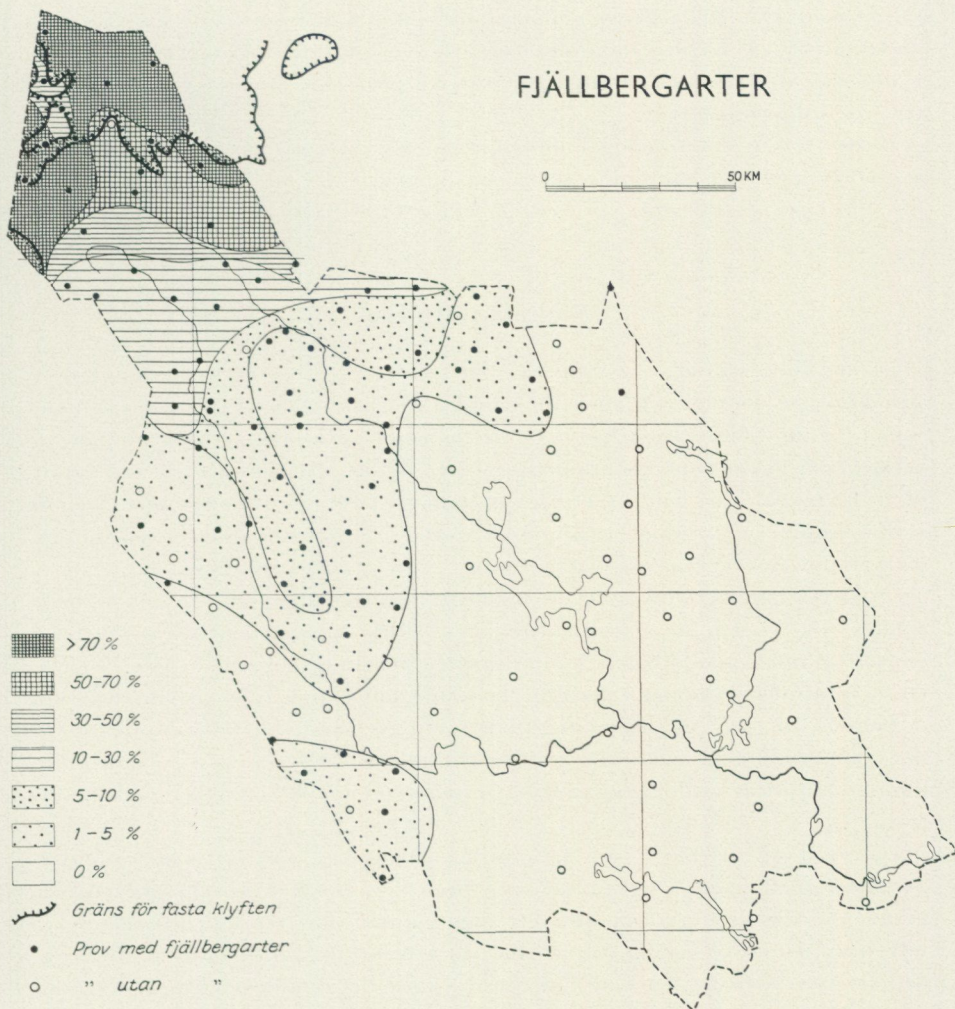 FJÄLLBERGARTER
0 50 KM
>70 %
50-70 %
30-50 %
10-30 %
5-10 %
1-5 %
0 %
Gräns för fasta klyften
Prov med fjällbergarter
" utan "